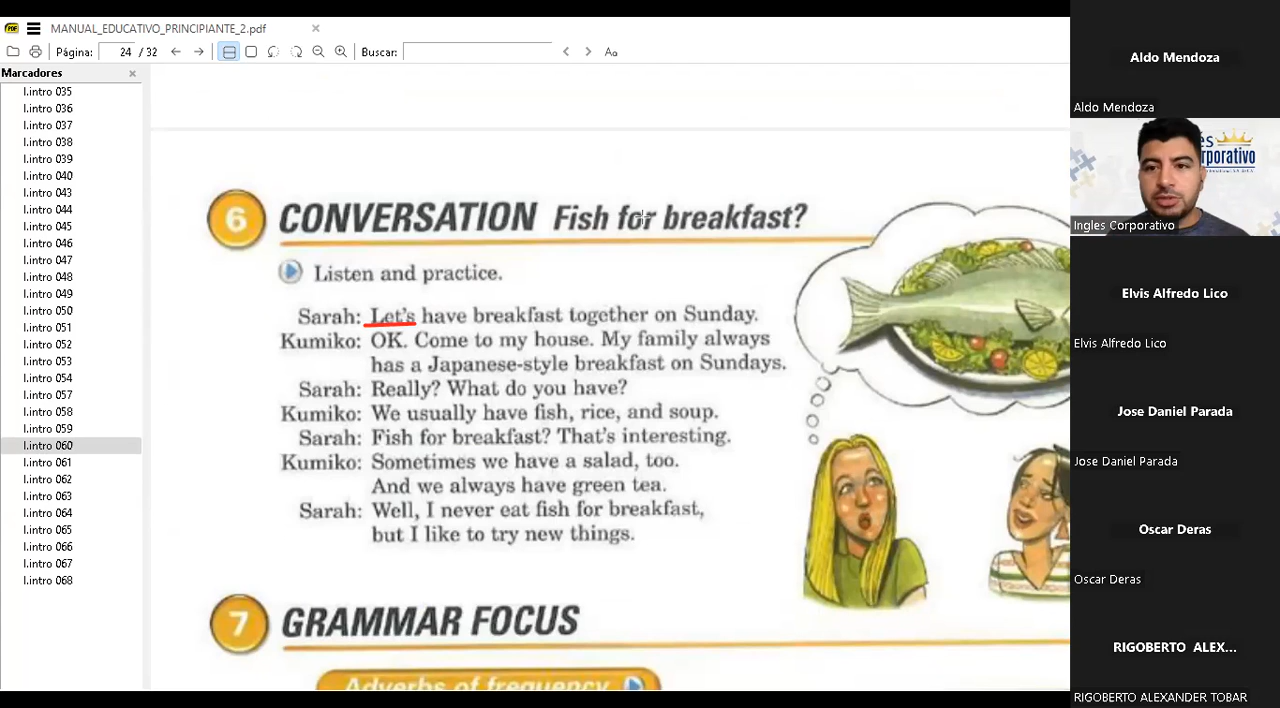 MANUAL_EDUCATIVO_PRINCIPIANTE_2.pdf
Página: 24 / 32 Buscar: Aa
Marcadores
I.intro 035
I.intro 036
I.intro 037
I.intro 038
I.intro 039
I.intro 040
I.intro 043
I.intro 044
I.intro 045
I.intro 046
I.intro 047
I.intro 048
I.intro 049
I.intro 050
I.intro 051
I.intro 052
I.intro 053
I.intro 054
I.intro 057
I.intro 058
I.intro 059
I.intro 060
I.intro 061
I.intro 062
I.intro 063
I.intro 064
I.intro 065
I.intro 066
I.intro 067
I.intro 068
6 CONVERSATION Fish for breakfast?
Listen and practice.
Sarah: Let's have breakfast together on Sunday.
Kumiko: OK. Come to my house. My family always
has a Japanese-style breakfast on Sundays.
Sarah: Really? What do you have?
Kumiko: We usually have fish, rice, and soup.
Sarah: Fish for breakfast? That's interesting.
Kumiko: Sometimes we have a salad, too.
And we always have green tea.
Sarah: Well, I never eat fish for breakfast,
but I like to try new things.
7 GRAMMAR FOCUS
Adverbs of frequency
Aldo Mendoza
Aldo Mendoza
Ingles Corporativo
Elvis Alfredo Lico
Elvis Alfredo Lico
Jose Daniel Parada
Jose Daniel Parada
Oscar Deras
Oscar Deras
RIGOBERTO ALEX...
RIGOBERTO ALEXANDER TOBAR